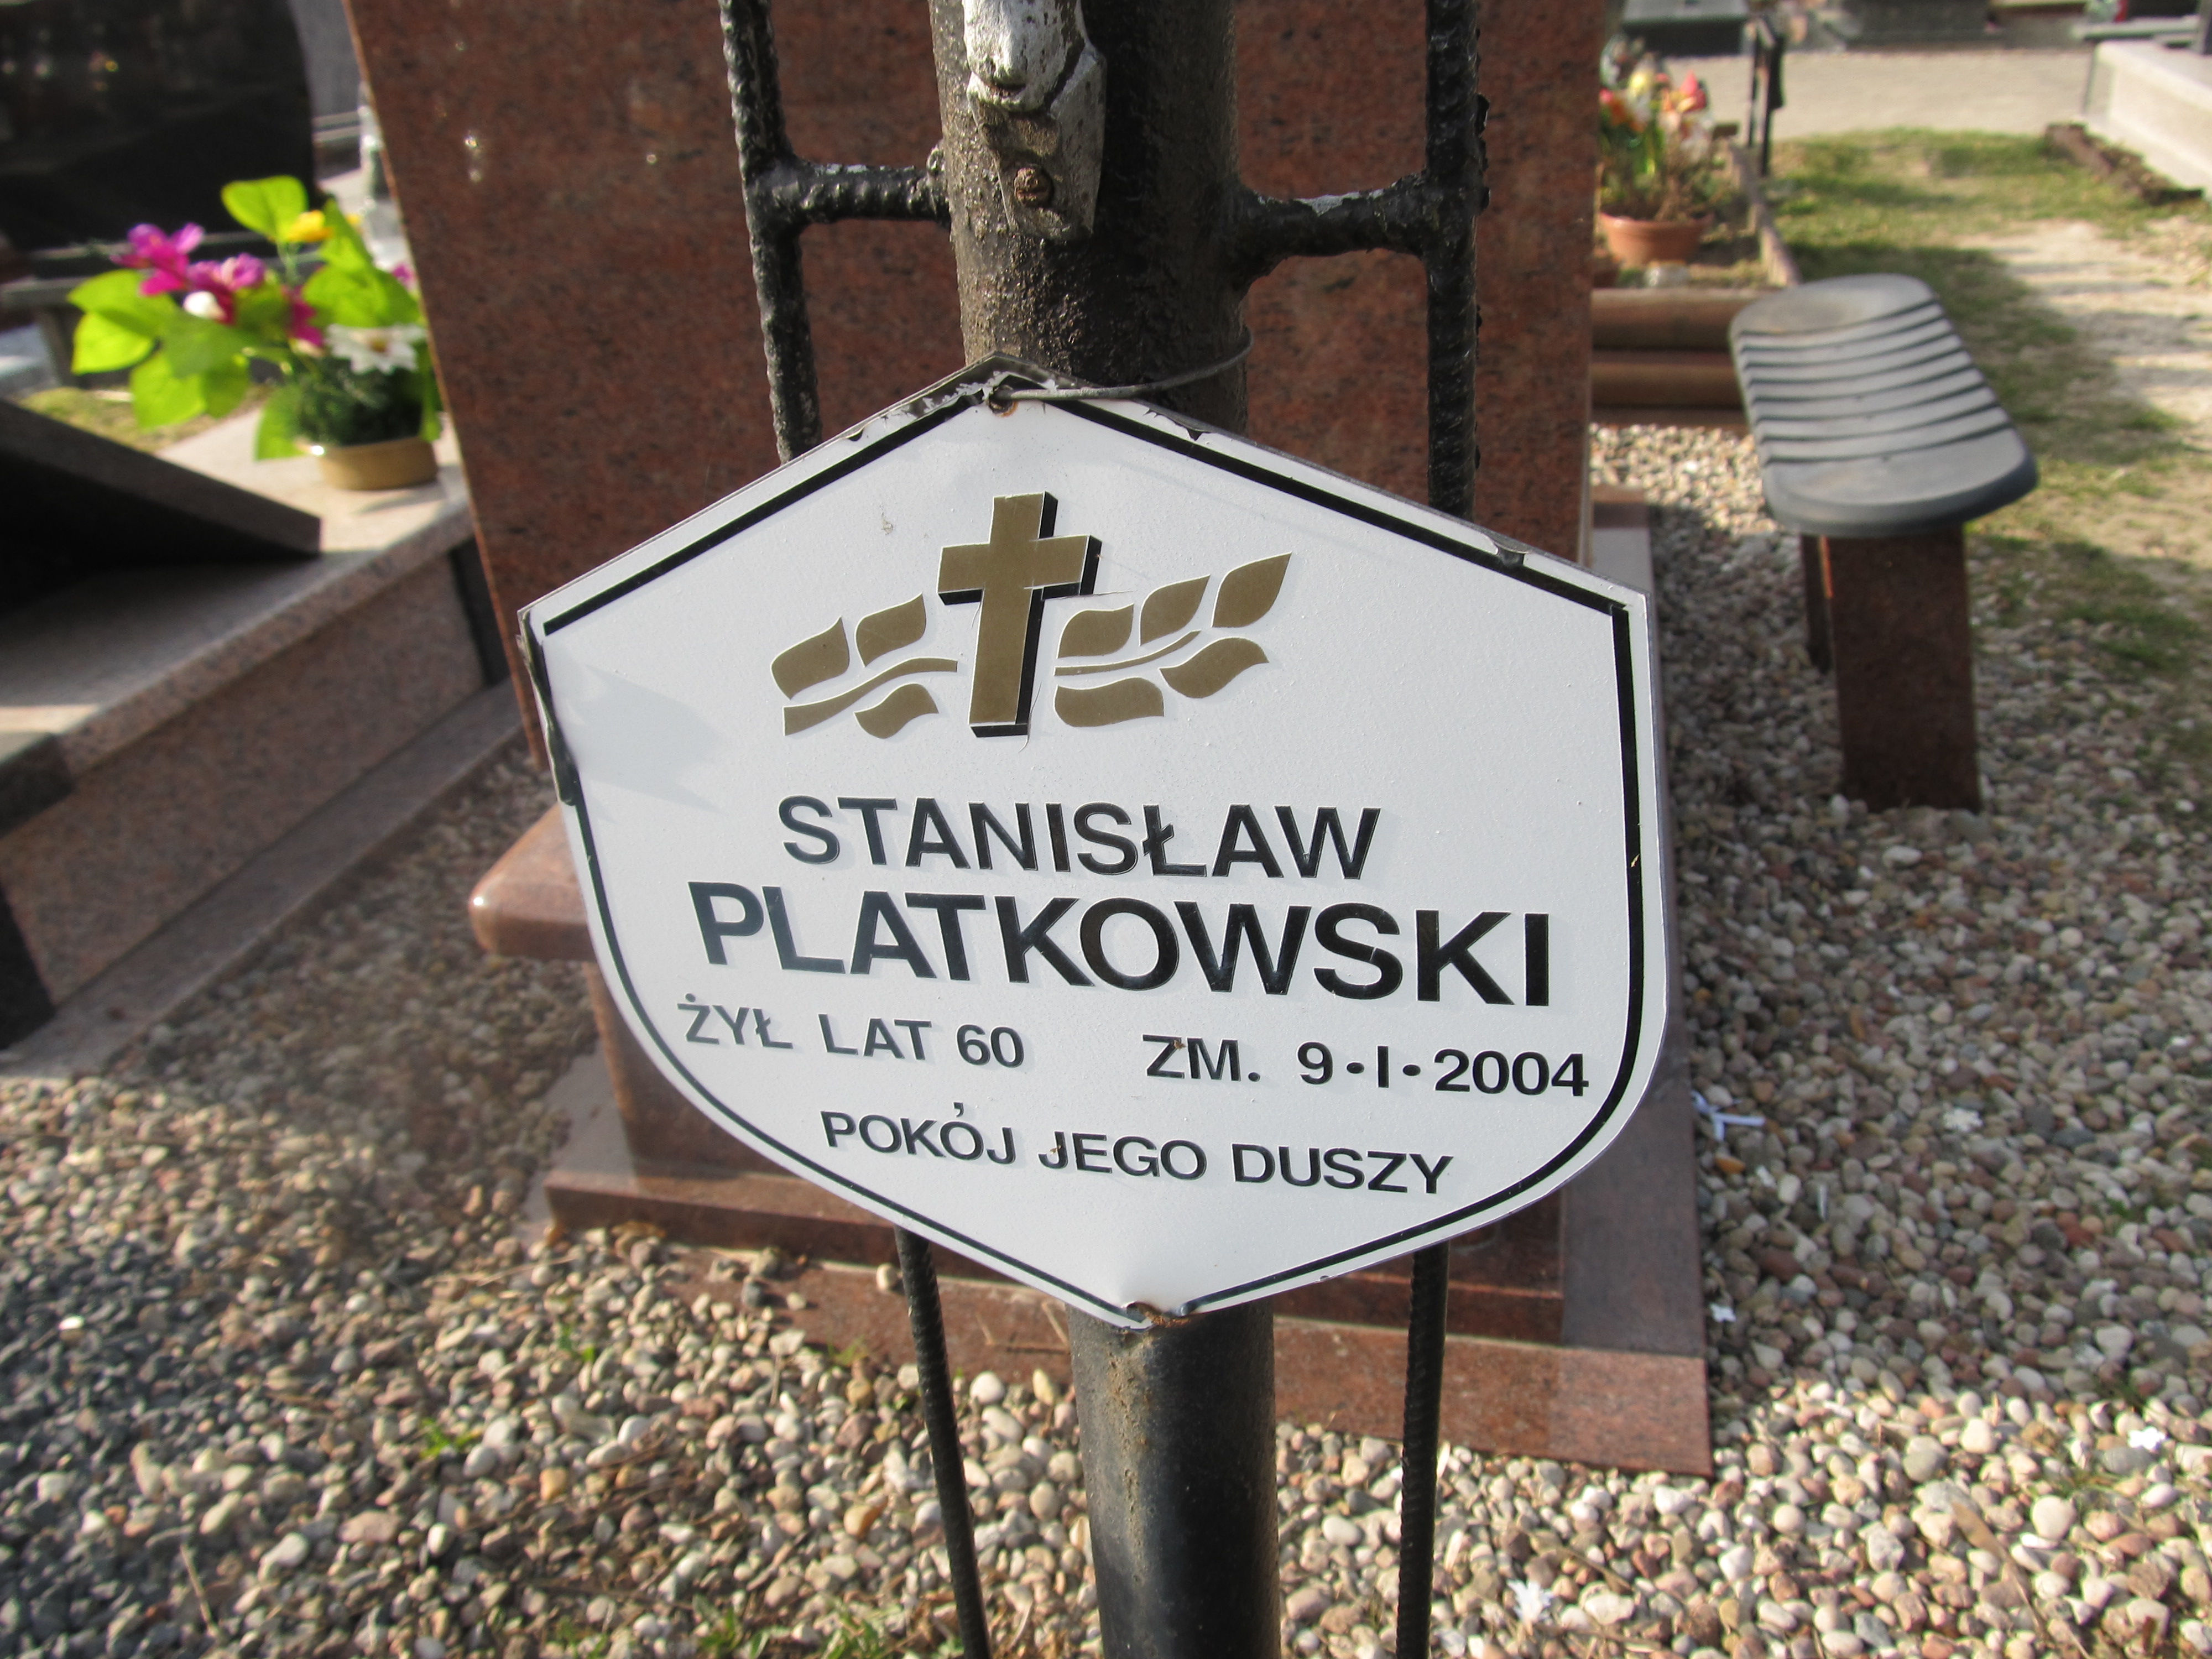 STANISŁAW
PLATKOWSKI
ŻYŁ LAT 60 ZM. 9•I•2004
POKÓJ JEGO DUSZY